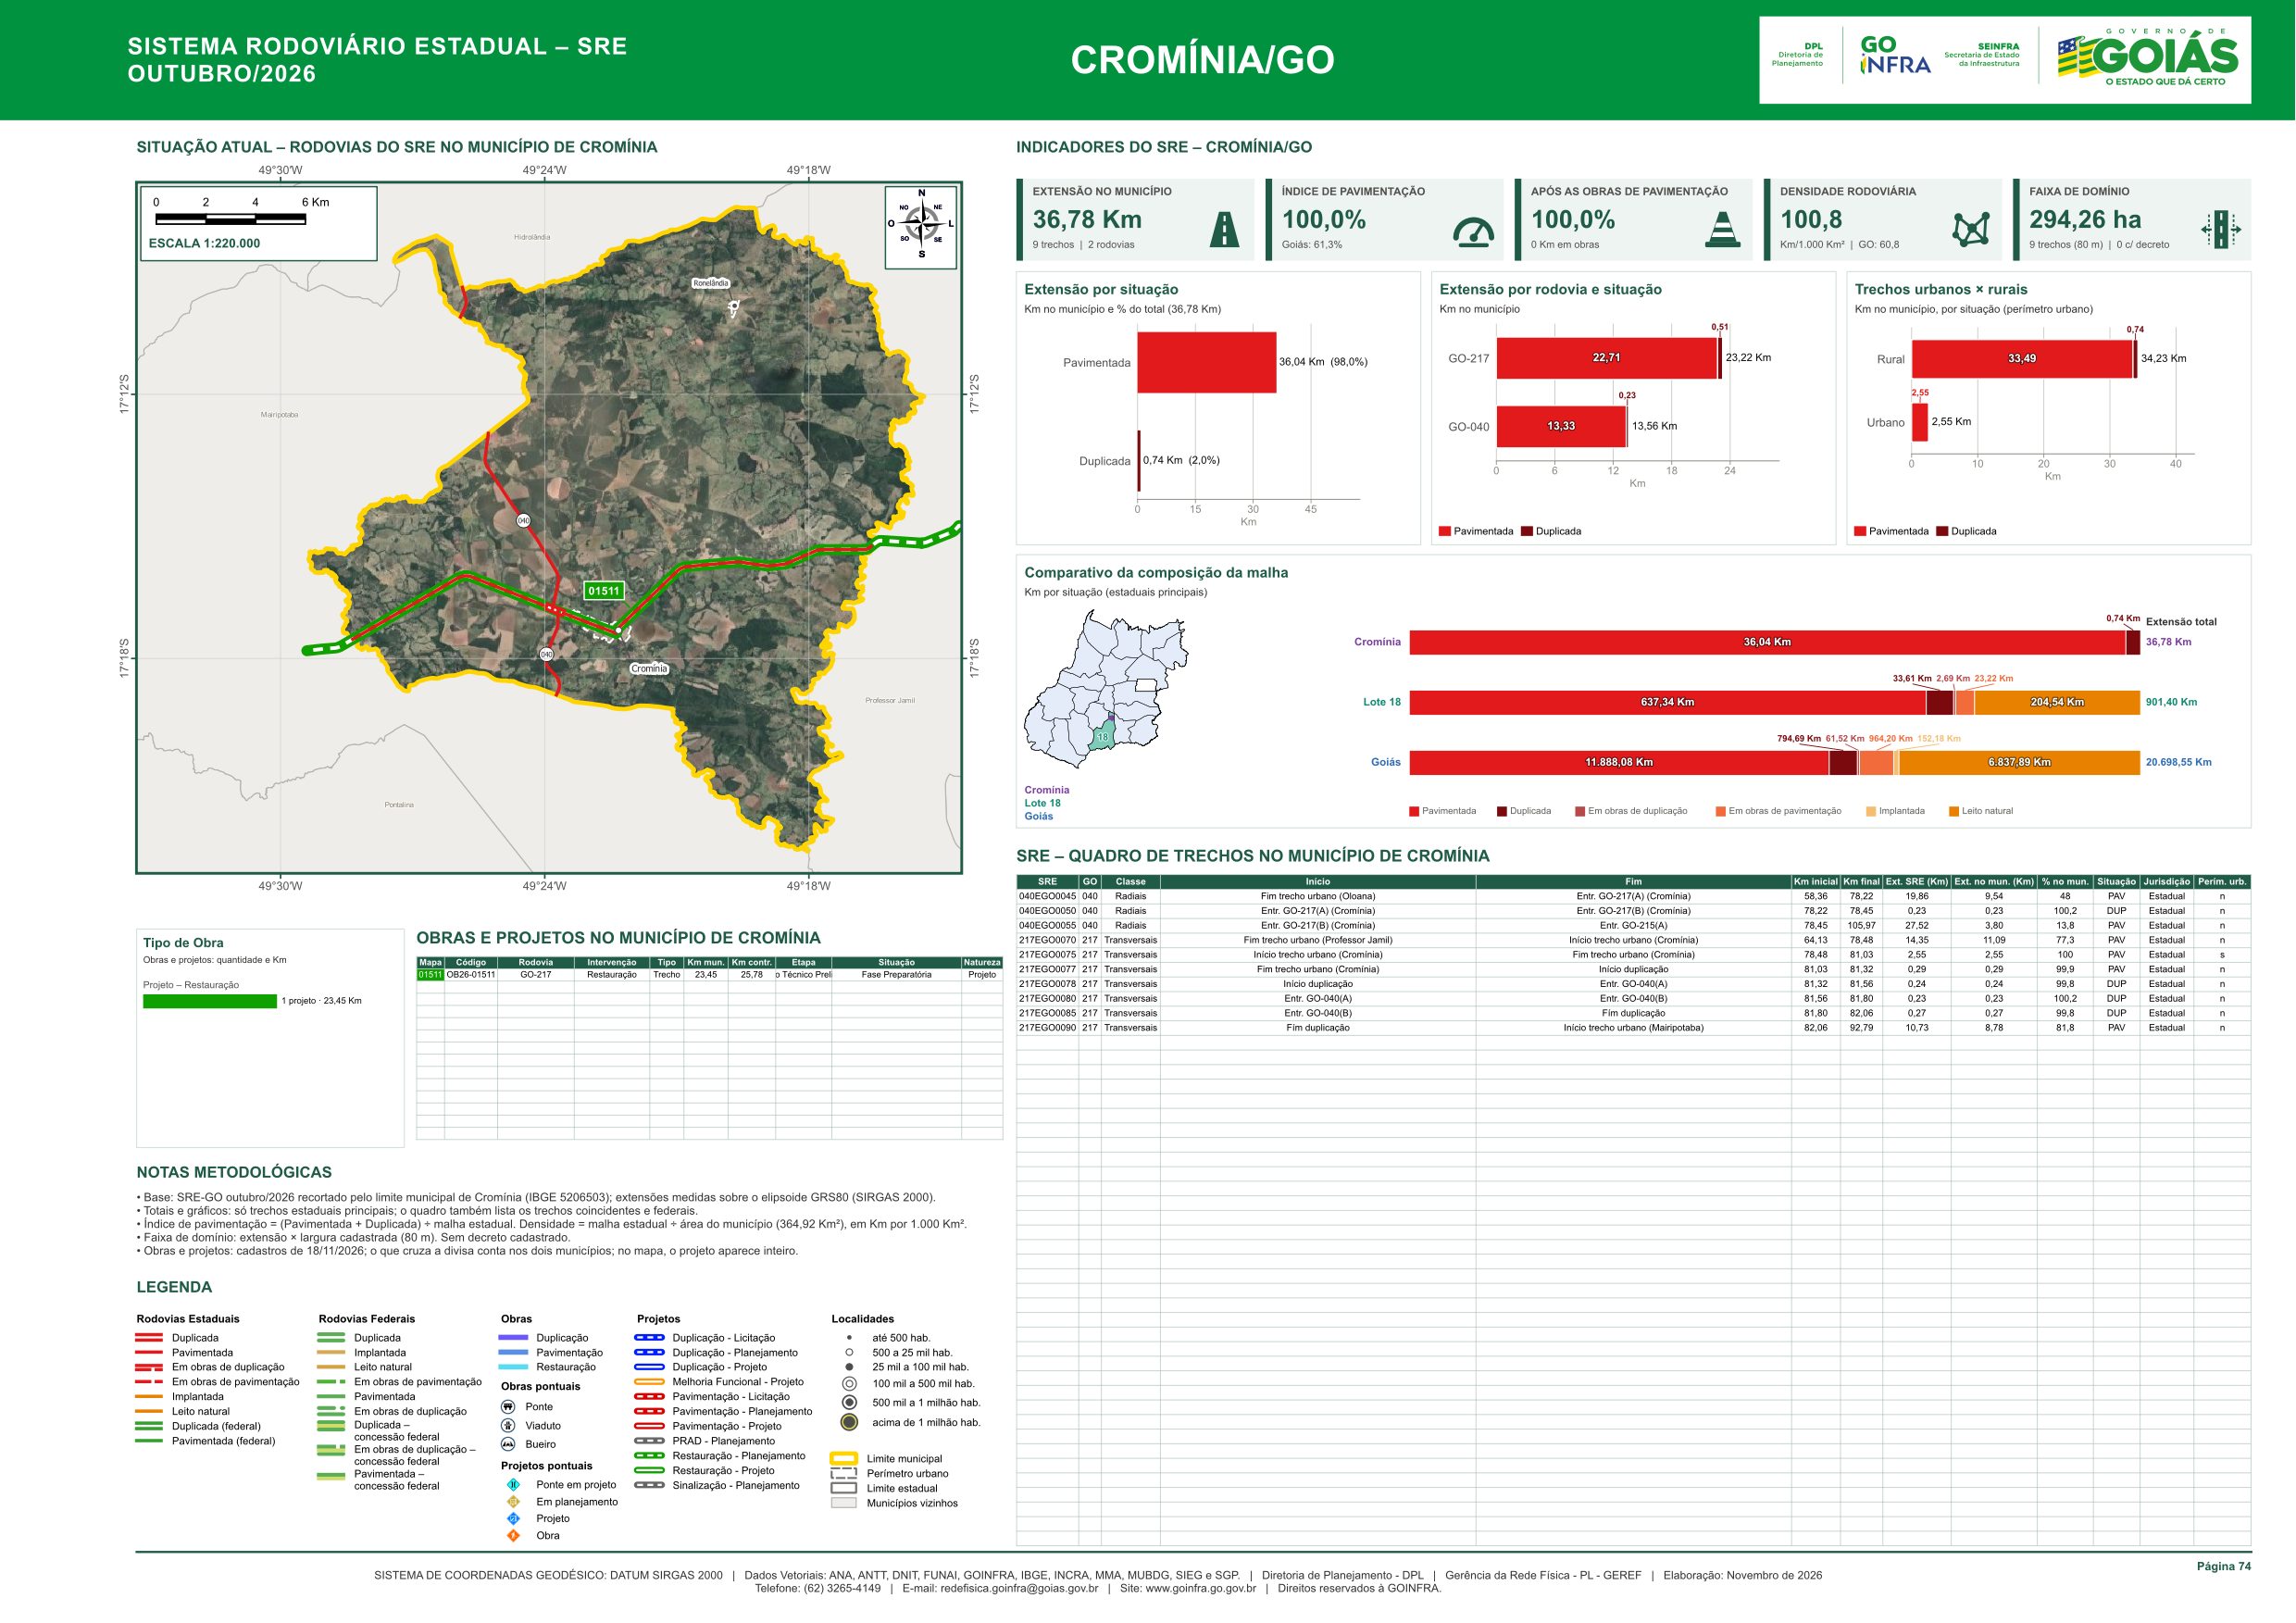 SISTEMA RODOVIÁRIO ESTADUAL – SRE
OUTUBRO/2026
CROMÍNIA/GO
DPL
Diretoria de
Planejamento
GO
iNFRA
SEINFRA
Secretaria de Estado
da Infraestrutura
GOVERNO DE
GOIÁS
O ESTADO QUE DÁ CERTO
SITUAÇÃO ATUAL – RODOVIAS DO SRE NO MUNICÍPIO DE CROMÍNIA
49°30'W 49°24'W 49°18'W
0 2 4 6 Km
ESCALA 1:220.000
N
NO NE
O L
SO SE
S
Hidrolândia
Ronelândia
17°12'S 17°12'S
Mairipotaba
040
01511
17°18'S 17°18'S
040
Cromínia
Professor Jamil
Pontalina
49°30'W 49°24'W 49°18'W
INDICADORES DO SRE – CROMÍNIA/GO
EXTENSÃO NO MUNICÍPIO
36,78 Km
9 trechos | 2 rodovias
ÍNDICE DE PAVIMENTAÇÃO
100,0%
Goiás: 61,3%
APÓS AS OBRAS DE PAVIMENTAÇÃO
100,0%
0 Km em obras
DENSIDADE RODOVIÁRIA
100,8
Km/1.000 Km² | GO: 60,8
FAIXA DE DOMÍNIO
294,26 ha
9 trechos (80 m) | 0 c/ decreto
Extensão por situação
Km no município e % do total (36,78 Km)
Pavimentada 36,04 Km (98,0%)
Duplicada 0,74 Km (2,0%)
0 15 30 45
Km
Extensão por rodovia e situação
Km no município
0,51
GO-217 22,71 23,22 Km
0,23
GO-040 13,33 13,56 Km
0 6 12 18 24
Km
Pavimentada Duplicada
Trechos urbanos × rurais
Km no município, por situação (perímetro urbano)
0,74
Rural 33,49 34,23 Km
2,55
Urbano 2,55 Km
0 10 20 30 40
Km
Pavimentada Duplicada
Comparativo da composição da malha
Km por situação (estaduais principais)
18
Cromínia
Lote 18
Goiás
0,74 Km Extensão total
Cromínia 36,04 Km 36,78 Km
33,61 Km 2,69 Km 23,22 Km
Lote 18 637,34 Km 204,54 Km 901,40 Km
794,69 Km 61,52 Km 964,20 Km 152,18 Km
Goiás 11.888,08 Km 6.837,89 Km 20.698,55 Km
Pavimentada Duplicada Em obras de duplicação Em obras de pavimentação Implantada Leito natural
SRE – QUADRO DE TRECHOS NO MUNICÍPIO DE CROMÍNIA
SRE GO Classe Início Fim Km inicial Km final Ext. SRE (Km) Ext. no mun. (Km) % no mun. Situação Jurisdição Perím. urb.
040EGO0045 040 Radiais Fim trecho urbano (Oloana) Entr. GO-217(A) (Cromínia) 58,36 78,22 19,86 9,54 48 PAV Estadual n
040EGO0050 040 Radiais Entr. GO-217(A) (Cromínia) Entr. GO-217(B) (Cromínia) 78,22 78,45 0,23 0,23 100,2 DUP Estadual n
040EGO0055 040 Radiais Entr. GO-217(B) (Cromínia) Entr. GO-215(A) 78,45 105,97 27,52 3,80 13,8 PAV Estadual n
217EGO0070 217 Transversais Fim trecho urbano (Professor Jamil) Início trecho urbano (Cromínia) 64,13 78,48 14,35 11,09 77,3 PAV Estadual n
217EGO0075 217 Transversais Início trecho urbano (Cromínia) Fim trecho urbano (Cromínia) 78,48 81,03 2,55 2,55 100 PAV Estadual s
217EGO0077 217 Transversais Fim trecho urbano (Cromínia) Início duplicação 81,03 81,32 0,29 0,29 99,9 PAV Estadual n
217EGO0078 217 Transversais Início duplicação Entr. GO-040(A) 81,32 81,56 0,24 0,24 99,8 DUP Estadual n
217EGO0080 217 Transversais Entr. GO-040(A) Entr. GO-040(B) 81,56 81,80 0,23 0,23 100,2 DUP Estadual n
217EGO0085 217 Transversais Entr. GO-040(B) Fím duplicação 81,80 82,06 0,27 0,27 99,8 DUP Estadual n
217EGO0090 217 Transversais Fím duplicação Início trecho urbano (Mairipotaba) 82,06 92,79 10,73 8,78 81,8 PAV Estadual n
Tipo de Obra
Obras e projetos: quantidade e Km
Projeto – Restauração
1 projeto · 23,45 Km
OBRAS E PROJETOS NO MUNICÍPIO DE CROMÍNIA
Mapa Código Rodovia Intervenção Tipo Km mun. Km contr. Etapa Situação Natureza
01511 OB26-01511 GO-217 Restauração Trecho 23,45 25,78 o Técnico Preli Fase Preparatória Projeto
NOTAS METODOLÓGICAS
• Base: SRE-GO outubro/2026 recortado pelo limite municipal de Cromínia (IBGE 5206503); extensões medidas sobre o elipsoide GRS80 (SIRGAS 2000).
• Totais e gráficos: só trechos estaduais principais; o quadro também lista os trechos coincidentes e federais.
• Índice de pavimentação = (Pavimentada + Duplicada) ÷ malha estadual. Densidade = malha estadual ÷ área do município (364,92 Km²), em Km por 1.000 Km².
• Faixa de domínio: extensão × largura cadastrada (80 m). Sem decreto cadastrado.
• Obras e projetos: cadastros de 18/11/2026; o que cruza a divisa conta nos dois municípios; no mapa, o projeto aparece inteiro.
LEGENDA
Rodovias Estaduais
Duplicada
Pavimentada
Em obras de duplicação
Em obras de pavimentação
Implantada
Leito natural
Duplicada (federal)
Pavimentada (federal)
Rodovias Federais
Duplicada
Implantada
Leito natural
Em obras de pavimentação
Pavimentada
Em obras de duplicação
Duplicada –
concessão federal
Em obras de duplicação –
concessão federal
Pavimentada –
concessão federal
Obras
Duplicação
Pavimentação
Restauração
Obras pontuais
Ponte
Viaduto
Bueiro
Projetos pontuais
Ponte em projeto
Em planejamento
Projeto
Obra
Projetos
Duplicação - Licitação
Duplicação - Planejamento
Duplicação - Projeto
Melhoria Funcional - Projeto
Pavimentação - Licitação
Pavimentação - Planejamento
Pavimentação - Projeto
PRAD - Planejamento
Restauração - Planejamento
Restauração - Projeto
Sinalização - Planejamento
Localidades
até 500 hab.
500 a 25 mil hab.
25 mil a 100 mil hab.
100 mil a 500 mil hab.
500 mil a 1 milhão hab.
acima de 1 milhão hab.
Limite municipal
Perímetro urbano
Limite estadual
Municípios vizinhos
Página 74
SISTEMA DE COORDENADAS GEODÉSICO: DATUM SIRGAS 2000 | Dados Vetoriais: ANA, ANTT, DNIT, FUNAI, GOINFRA, IBGE, INCRA, MMA, MUBDG, SIEG e SGP. | Diretoria de Planejamento - DPL | Gerência da Rede Física - PL - GEREF | Elaboração: Novembro de 2026
Telefone: (62) 3265-4149 | E-mail: redefisica.goinfra@goias.gov.br | Site: www.goinfra.go.gov.br | Direitos reservados à GOINFRA.